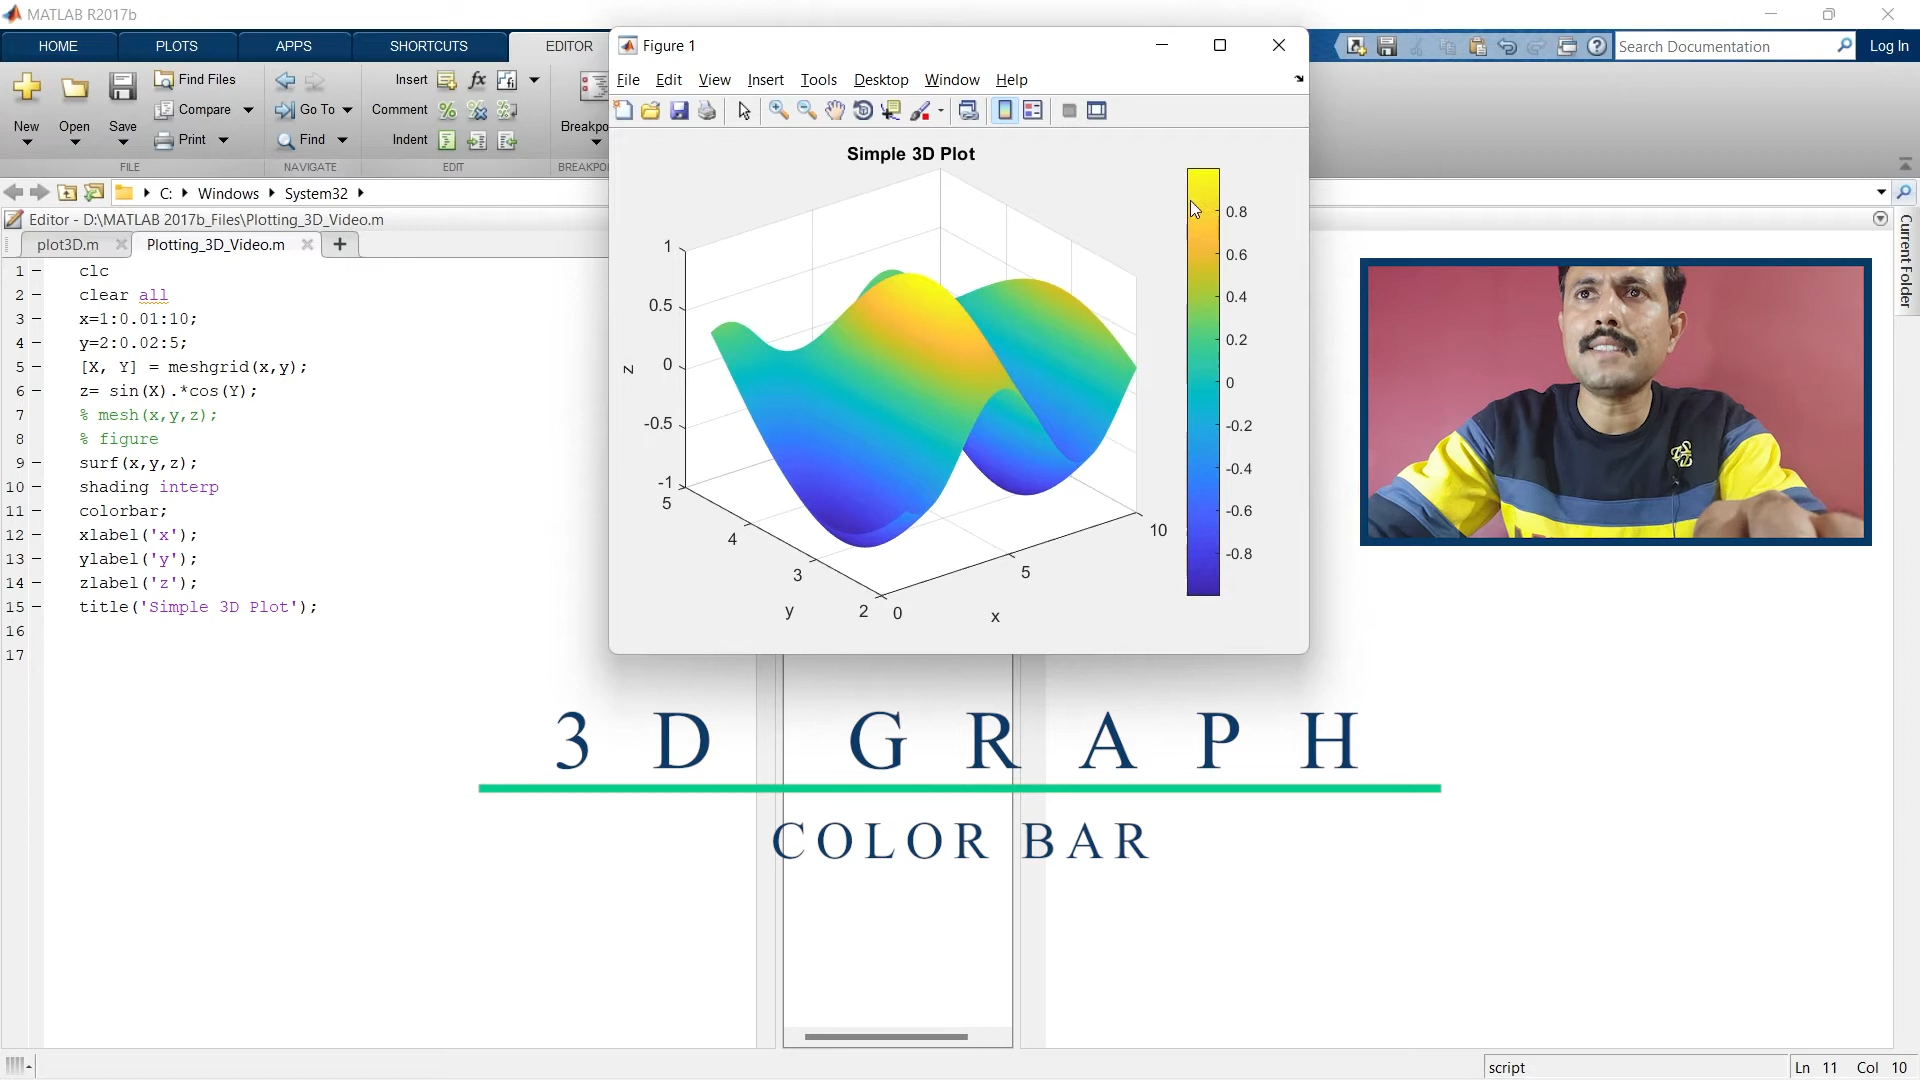 MATLAB R2017b
HOME PLOTS APPS SHORTCUTS EDITOR
Search Documentation
Log In
New
Open
Save
Find Files
Compare
Print
FILE
Go To
Find
NAVIGATE
Insert fx
Comment
Indent
EDIT
Breakpo
BREAKPO
C: Windows System32
Editor - D:\MATLAB 2017b_Files\Plotting_3D_Video.m
plot3D.m Plotting_3D_Video.m
1 clc
2 clear all
3 x=1:0.01:10;
4 y=2:0.02:5;
5 [X, Y] = meshgrid(x,y);
6 z= sin(X).*cos(Y);
7 % mesh(x,y,z);
8 % figure
9 surf(x,y,z);
10 shading interp
11 colorbar;
12 xlabel('x');
13 ylabel('y');
14 zlabel('z');
15 title('Simple 3D Plot');
16
17
Figure 1
File Edit View Insert Tools Desktop Window Help
Simple 3D Plot
1
0.5
0
-0.5
-1
z
5
4
3
2
y
0
5
10
x
0.8
0.6
0.4
0.2
0
-0.2
-0.4
-0.6
-0.8
Current Folder
3D GRAPH
COLOR BAR
script
Ln 11 Col 10